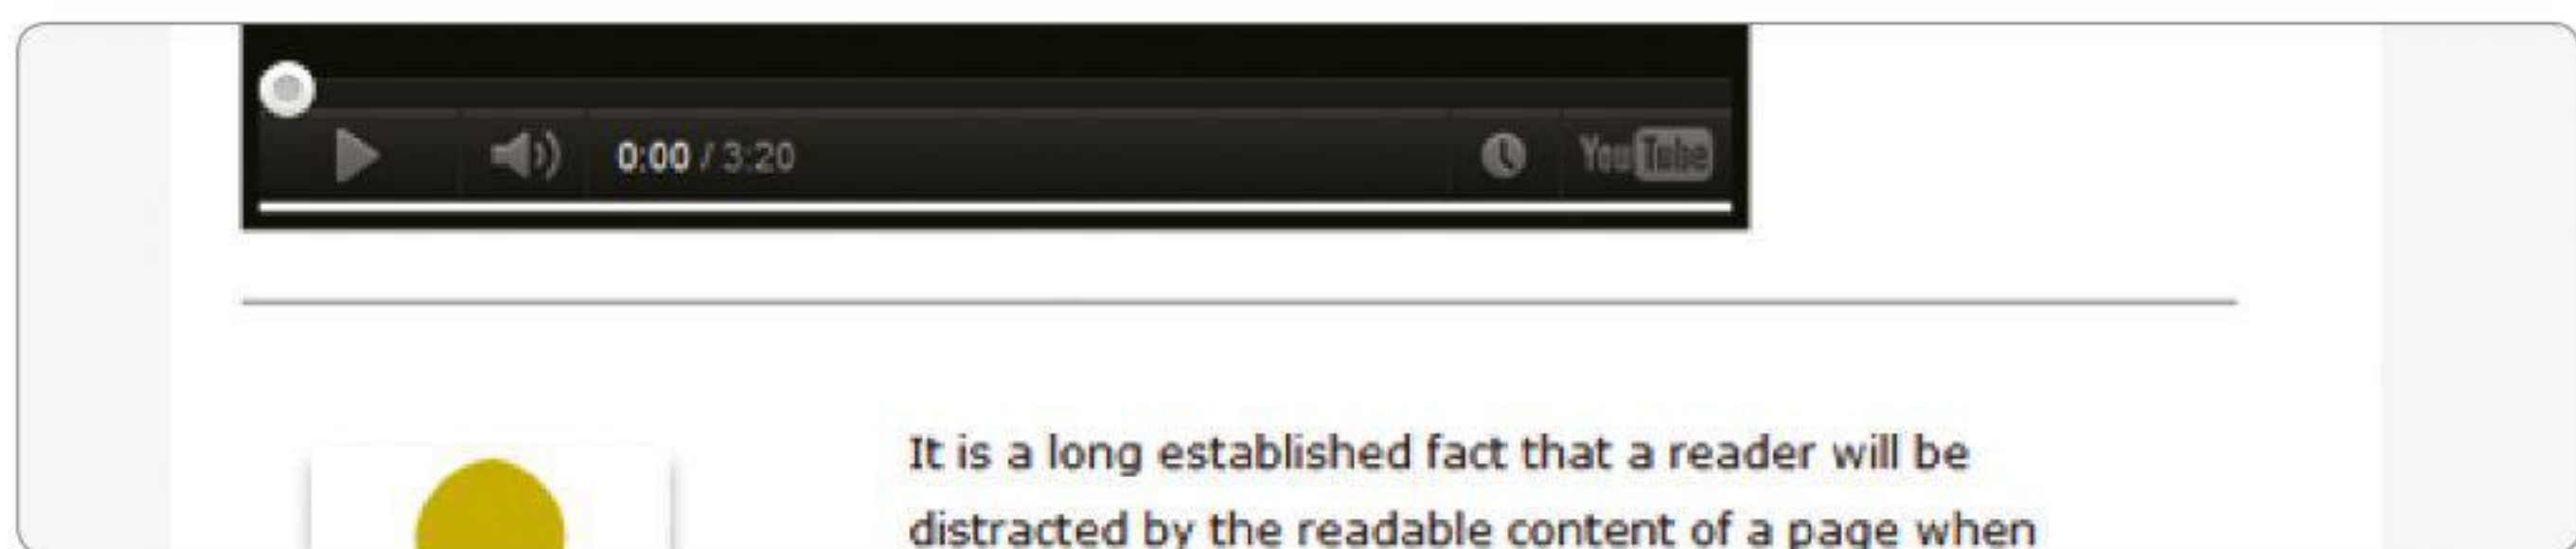 0:00 / 3:20 YouTube
It is a long established fact that a reader will be
distracted by the readable content of a page when